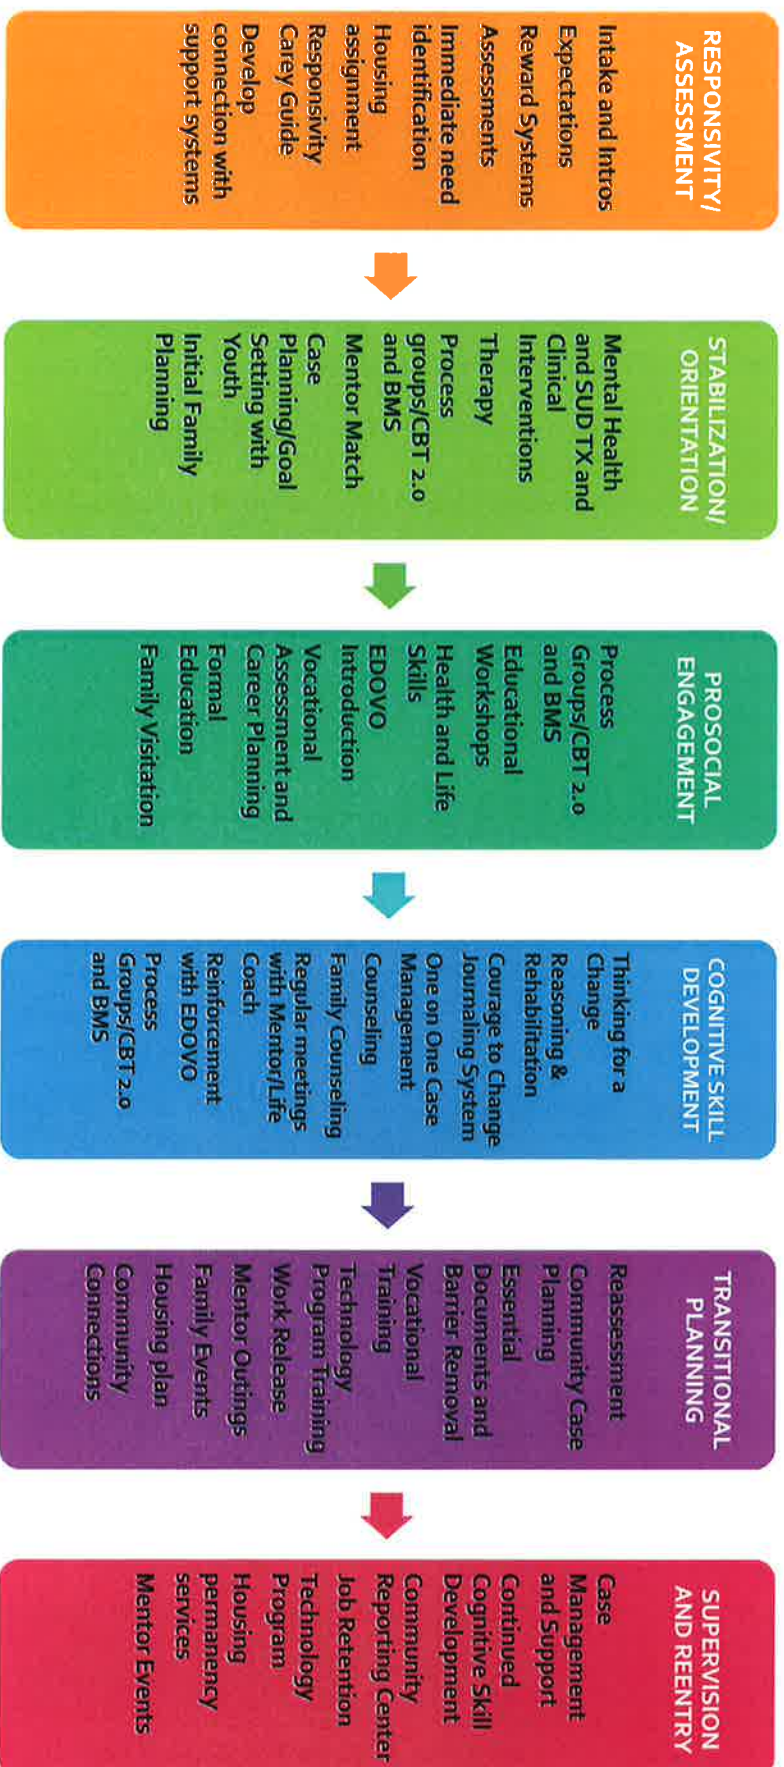 RESPONSIVITY/
ASSESSMENT
Intake and Intros
Expectations
Reward Systems
Assessments
Immediate need
identification
Housing
assignment
Responsivity
Carey Guide
Develop
connection with
support systems
STABILIZATION/
ORIENTATION
Mental Health
and SUD TX and
Clinical
Interventions
Therapy
Process
groups/CBT 2.0
and BMS
Mentor Match
Case
Planning/Goal
Setting with
Youth
Initial Family
Planning
PROSOCIAL
ENGAGEMENT
Process
Groups/CBT 2.0
and BMS
Educational
Workshops
Health and Life
Skills
EDOVO
Introduction
Vocational
Assessment and
Career Planning
Formal
Education
Family Visitation
COGNITIVE SKILL
DEVELOPMENT
Thinking for a
Change
Reasoning &
Rehabilitation
Courage to Change
Journaling System
One on One Case
Management
Counseling
Family Counseling
Regular meetings
with Mentor/Life
Coach
Reinforcement
with EDOVO
Process
Groups/CBT 2.0
and BMS
TRANSITIONAL
PLANNING
Reassessment
Community Case
Planning
Essential
Documents and
Barrier Removal
Vocational
Training
Technology
Program Training
Work Release
Mentor Outings
Family Events
Housing plan
Community
Connections
SUPERVISION
AND REENTRY
Case
Management
and Support
Continued
Cognitive Skill
Development
Community
Reporting Center
Job Retention
Technology
Program
Housing
permanency
services
Mentor Events